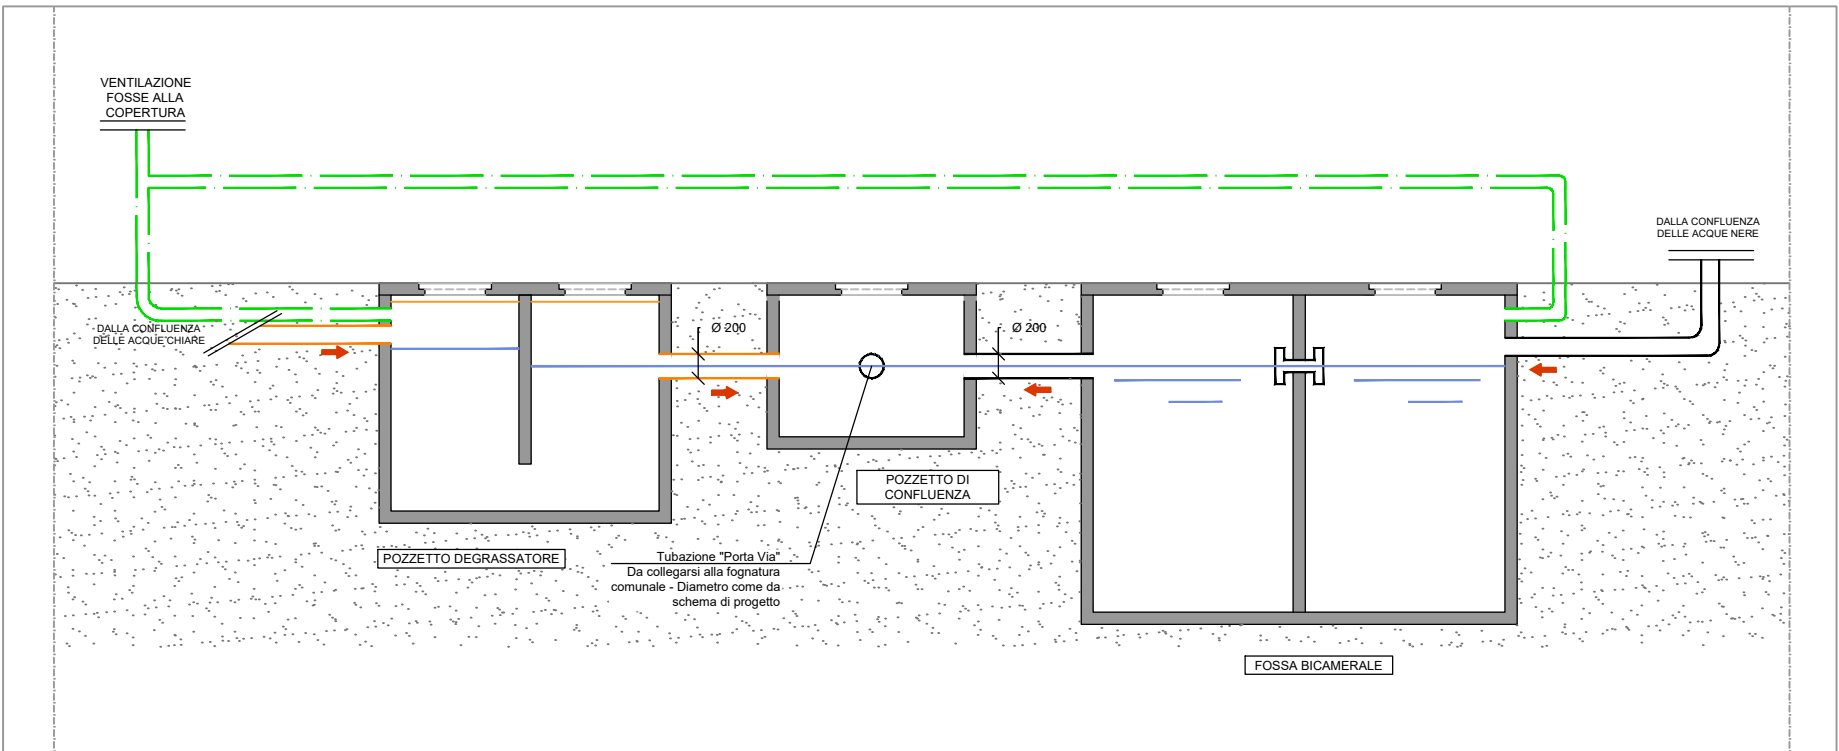 VENTILAZIONE
FOSSE ALLA
COPERTURA
DALLA CONFLUENZA
DELLE ACQUE NERE
DALLA CONFLUENZA
DELLE ACQUE CHIARE
Ø 200
Ø 200
POZZETTO DI
CONFLUENZA
POZZETTO DEGRASSATORE
Tubazione "Porta Via"
Da collegarsi alla fognatura
comunale - Diametro come da
schema di progetto
FOSSA BICAMERALE